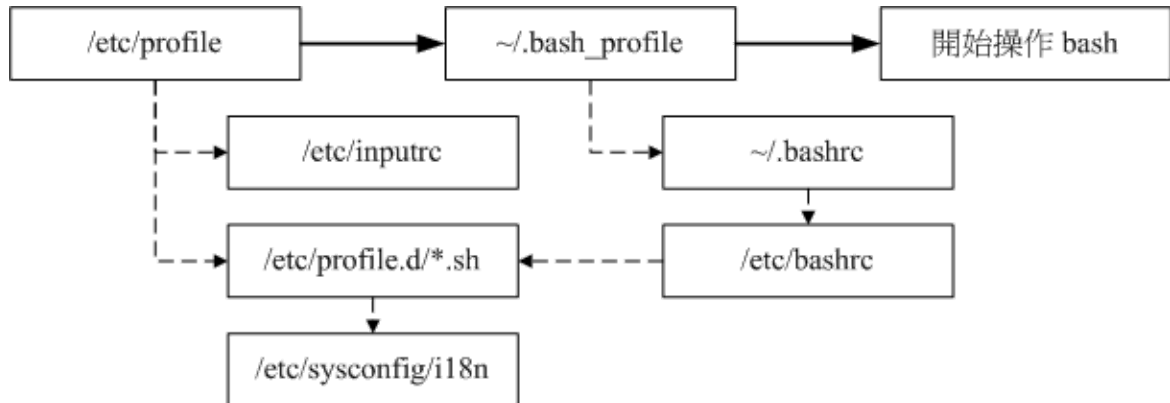 /etc/profile
~/.bash_profile
開始操作 bash
/etc/inputrc
~/.bashrc
/etc/profile.d/*.sh
/etc/bashrc
/etc/sysconfig/i18n